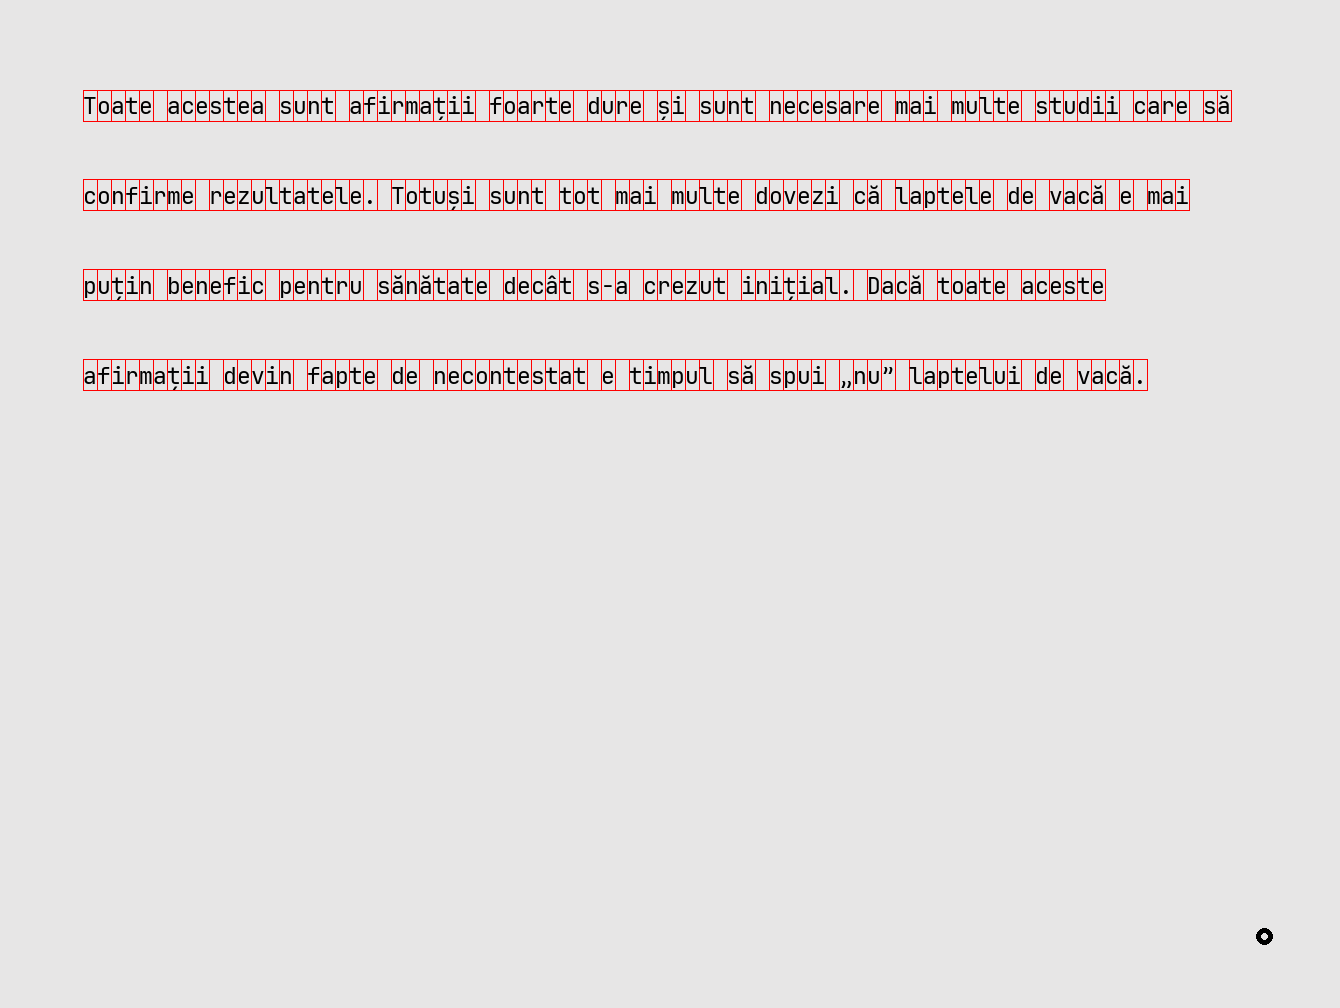 Toate acestea sunt afirmații foarte dure și sunt necesare mai multe studii care să
confirme rezultatele. Totuși sunt tot mai multe dovezi că laptele de vacă e mai
puțin benefic pentru sănătate decât s-a crezut inițial. Dacă toate aceste
afirmații devin fapte de necontestat e timpul să spui „nu” laptelui de vacă.